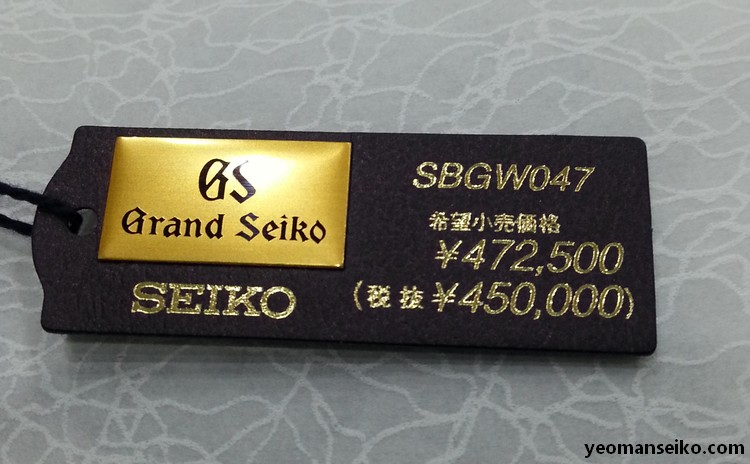 GS
Grand Seiko
SEIKO
SBGW047
希望小売価格
¥472,500
(税抜¥450,000)
yeomanseiko.com